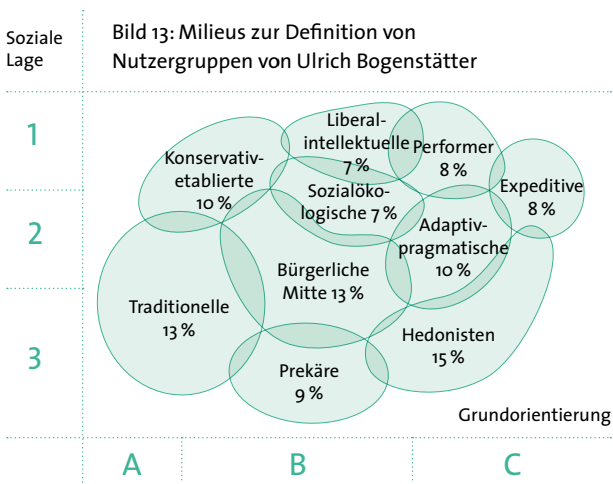 Soziale
Lage
Bild 13: Milieus zur Definition von
Nutzergruppen von Ulrich Bogenstätter
1
2
3
Liberal-
intellektuelle
7 %
Performer
8 %
Konservativ-
etablierte
10 %
Sozialöko-
logische 7 %
Expeditive
8 %
Adaptiv-
pragmatische
10 %
Bürgerliche
Mitte 13 %
Traditionelle
13 %
Hedonisten
15 %
Prekäre
9 %
Grundorientierung
A
B
C